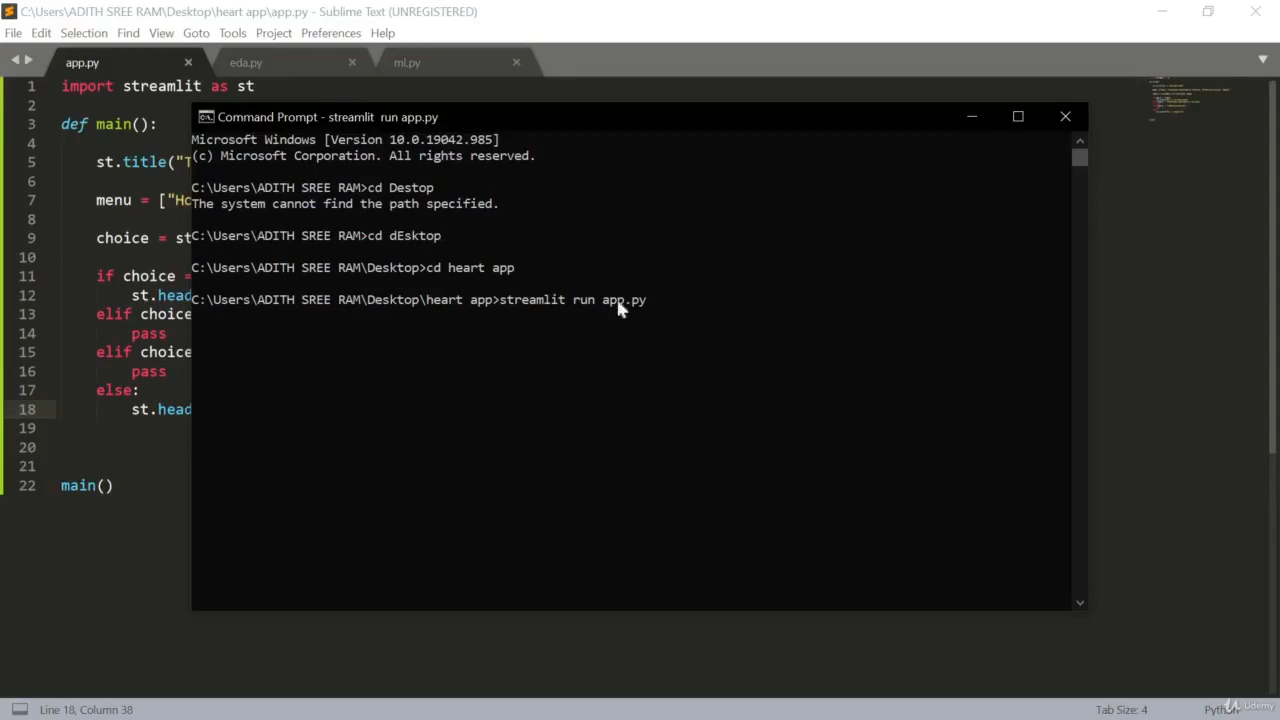 C:\Users\ADITH SREE RAM\Desktop\heart app\app.py - Sublime Text (UNREGISTERED)
File Edit Selection Find View Goto Tools Project Preferences Help
app.py eda.py ml.py
1 import streamlit as st
2
3 def main():
4
5 st.title("T
6
7 menu = ["Ho
8
9 choice = st
10
11 if choice =
12 st.head
13 elif choice
14 pass
15 elif choice
16 pass
17 else:
18 st.head
19
20
21
22 main()
Command Prompt - streamlit run app.py
Microsoft Windows [Version 10.0.19042.985]
(c) Microsoft Corporation. All rights reserved.
C:\Users\ADITH SREE RAM>cd Destop
The system cannot find the path specified.
C:\Users\ADITH SREE RAM>cd dEsktop
C:\Users\ADITH SREE RAM\Desktop>cd heart app
C:\Users\ADITH SREE RAM\Desktop\heart app>streamlit run app.py
Line 18, Column 38
Tab Size: 4
Python
Udemy